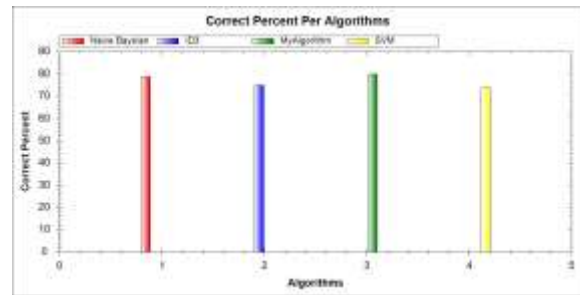 Correct Percent Per Algorithms
Naive Bayesian ID3 MyAlgorithm SVM
90
80
70
60
50
40
30
20
10
0
Correct Percent
0 1 2 3 4 5
Algorithms